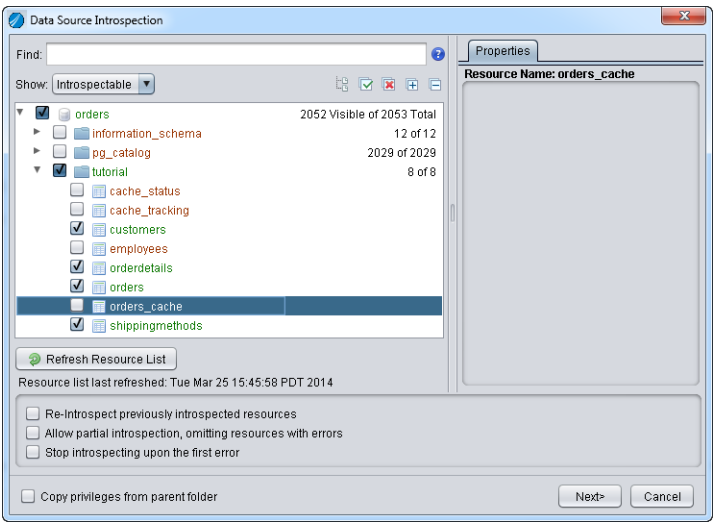 Data Source Introspection
Find:
Show: Introspectable
orders 2052 Visible of 2053 Total
information_schema 12 of 12
pg_catalog 2029 of 2029
tutorial 8 of 8
cache_status
cache_tracking
customers
employees
orderdetails
orders
orders_cache
shippingmethods
Refresh Resource List
Resource list last refreshed: Tue Mar 25 15:45:58 PDT 2014
Properties
Resource Name: orders_cache
Re-Introspect previously introspected resources
Allow partial introspection, omitting resources with errors
Stop introspecting upon the first error
Copy privileges from parent folder
Next> Cancel